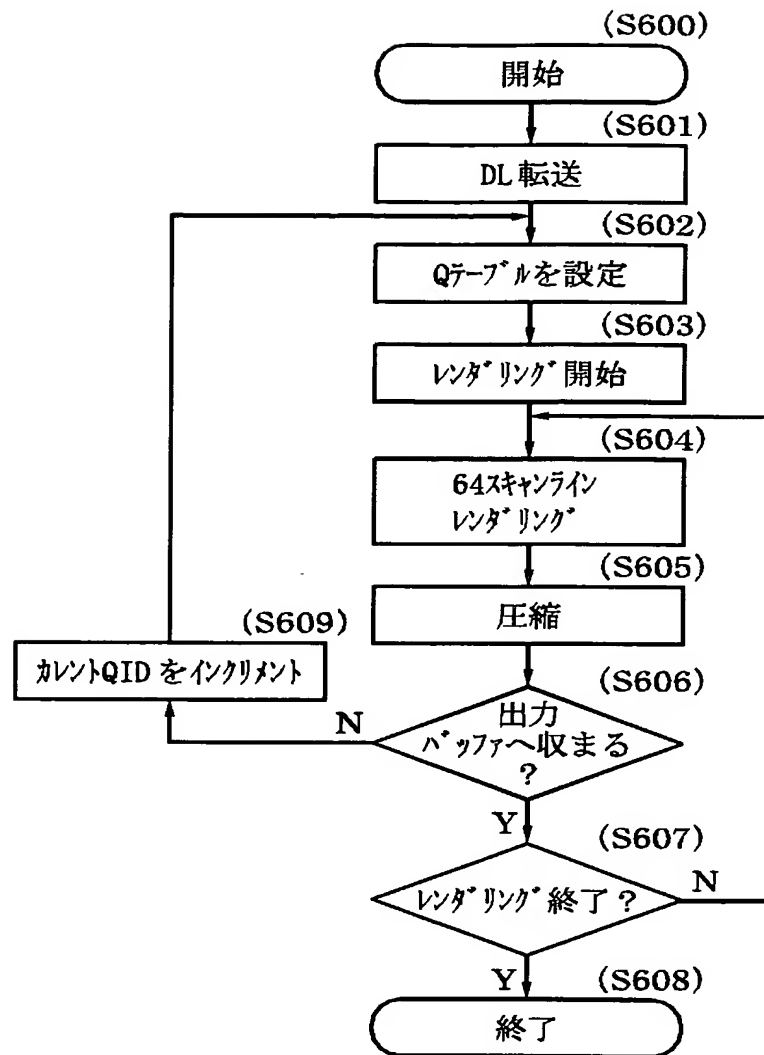 (S600)
開始
(S601)
DL転送
(S602)
Qテーブルを設定
(S603)
レンダリング開始
(S604)
64スキャンライン
レンダリング
(S605)
圧縮
(S609)
カレントQIDをインクリメント
(S606)
出力
バッファへ収まる
?
N
Y
(S607)
レンダリング終了?
N
Y
(S608)
終了